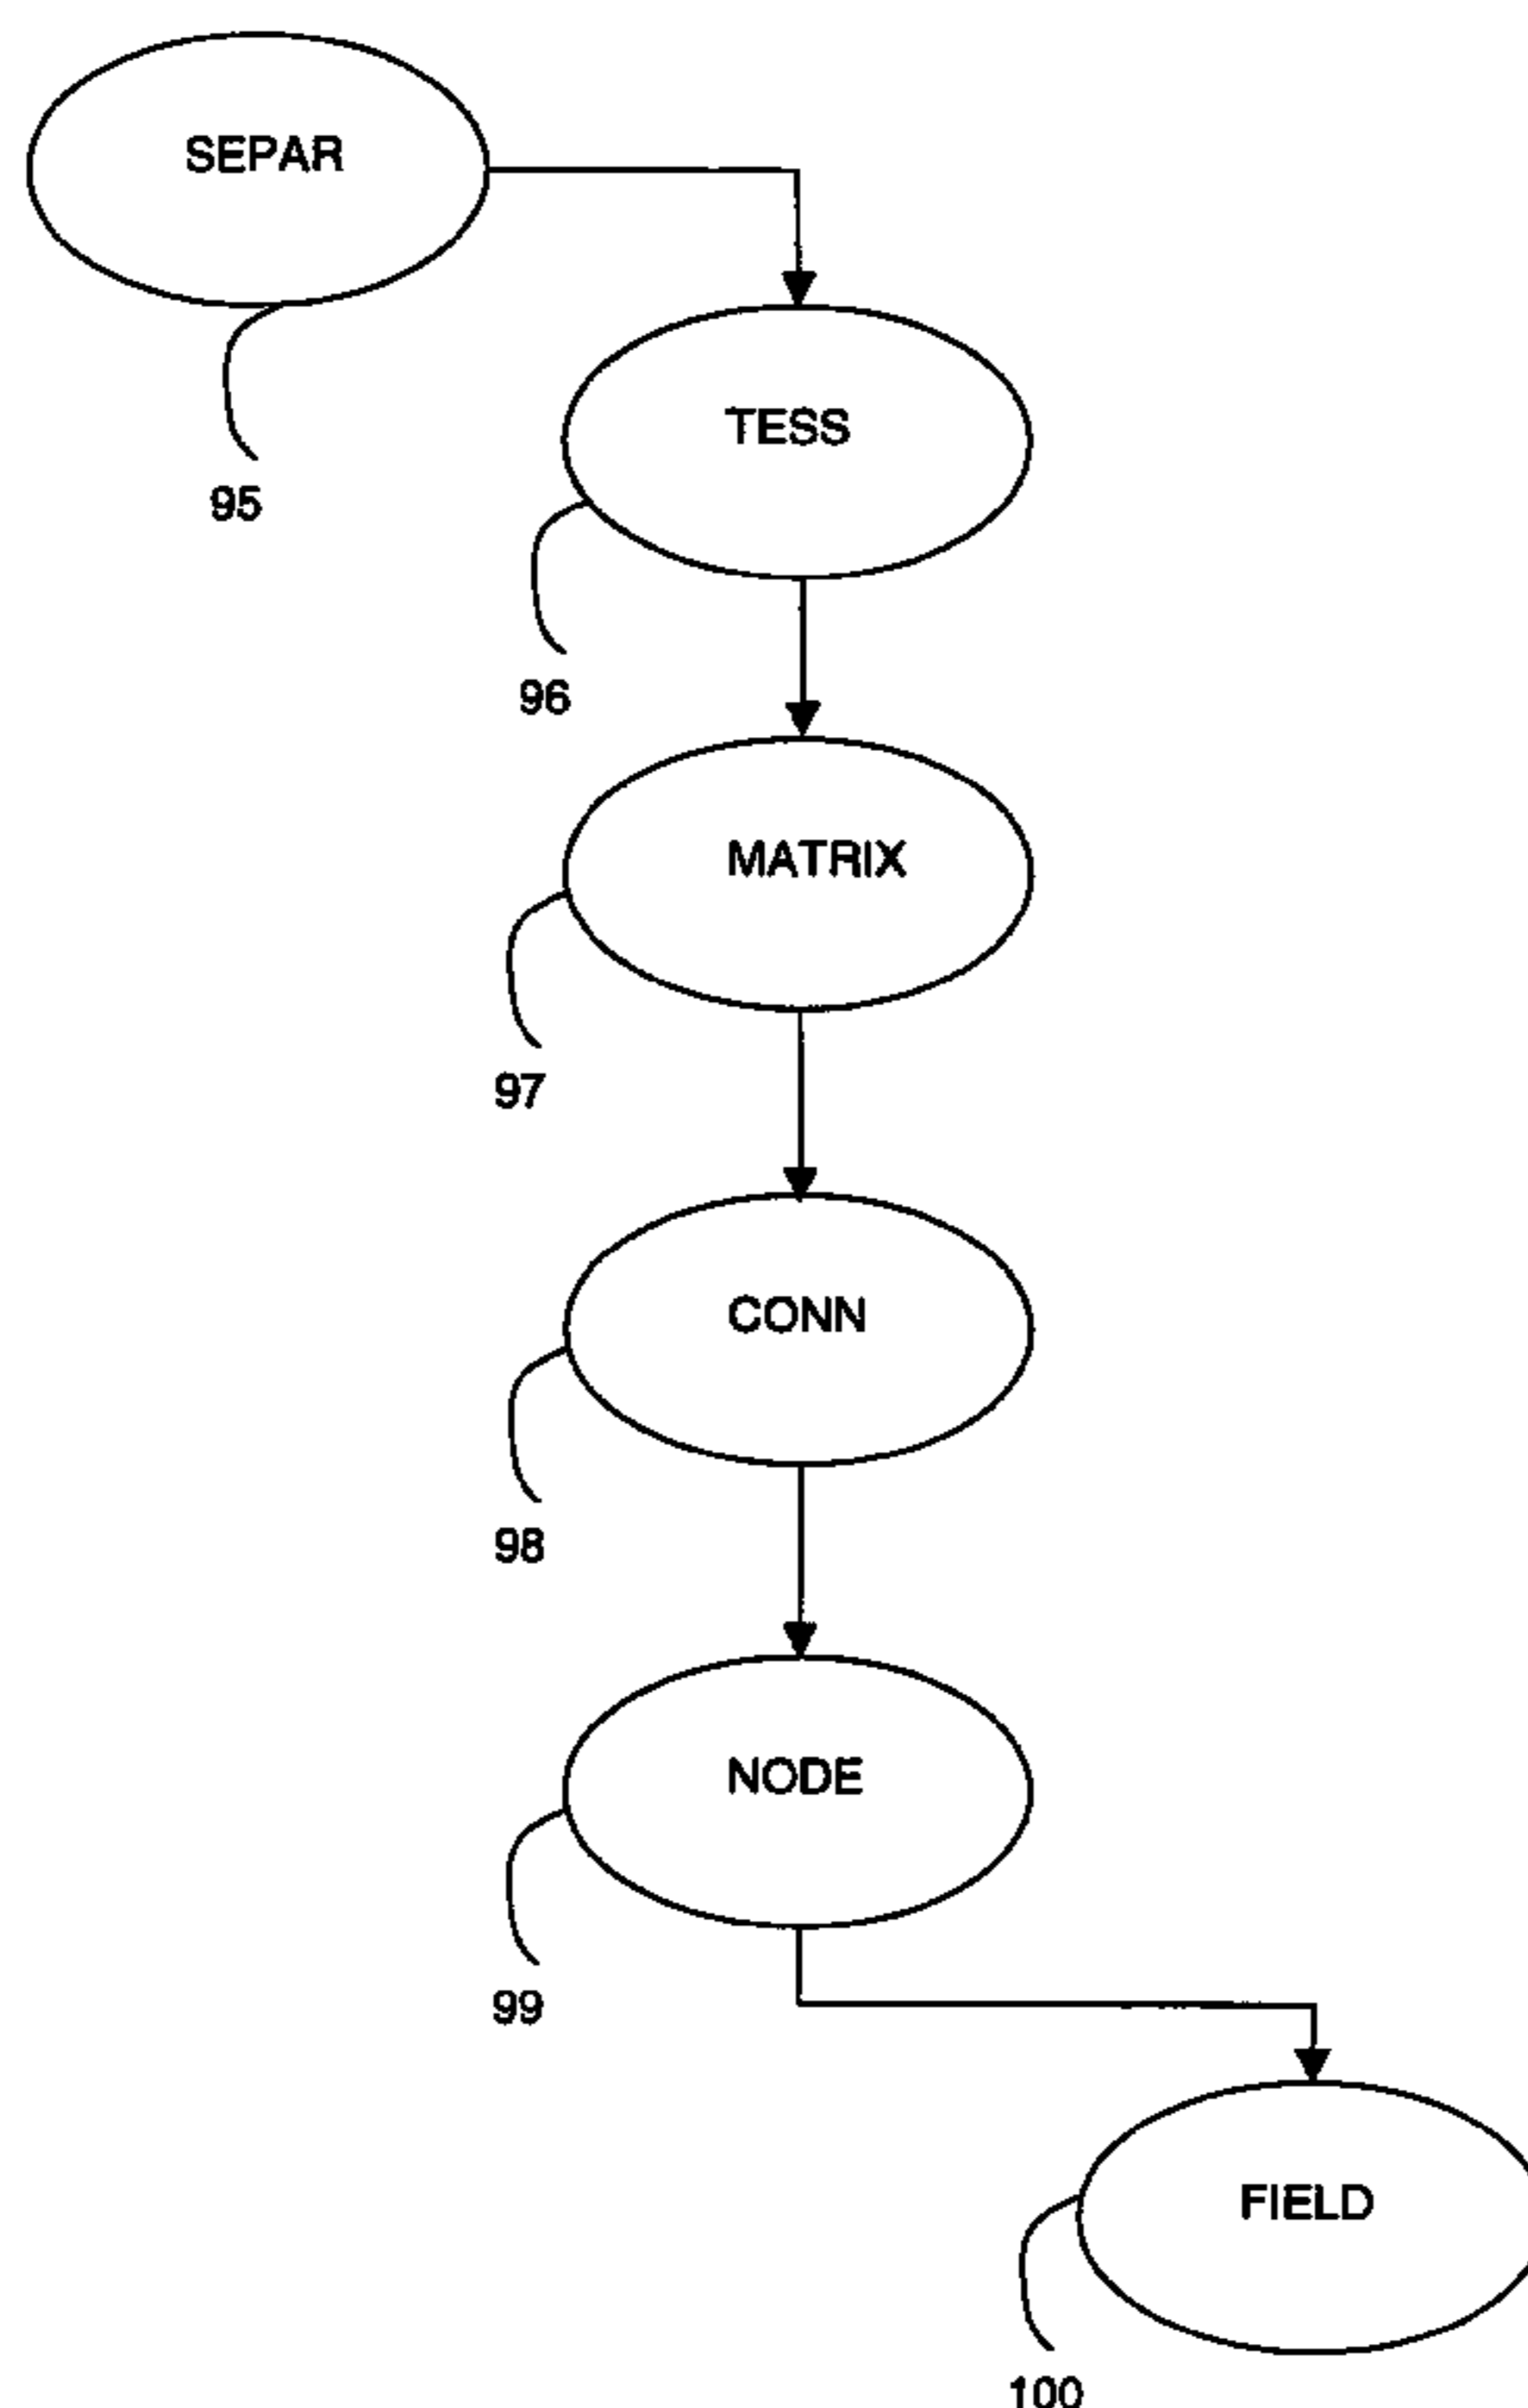 SEPAR
95
TESS
96
MATRIX
97
CONN
98
NODE
99
FIELD
100